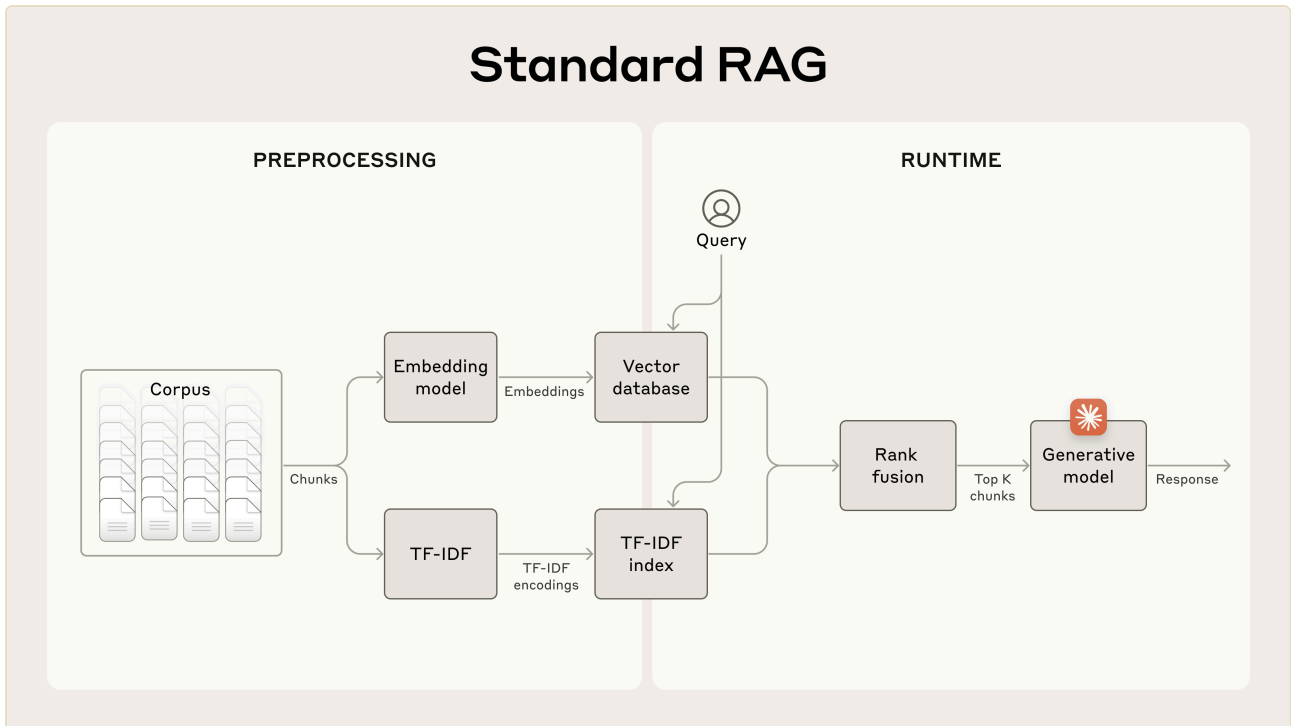 Standard RAG
PREPROCESSING
RUNTIME
Query
Corpus
Chunks
Embedding
model
Embeddings
Vector
database
TF-IDF
TF-IDF
encodings
TF-IDF
index
Rank
fusion
Top K
chunks
Generative
model
Response